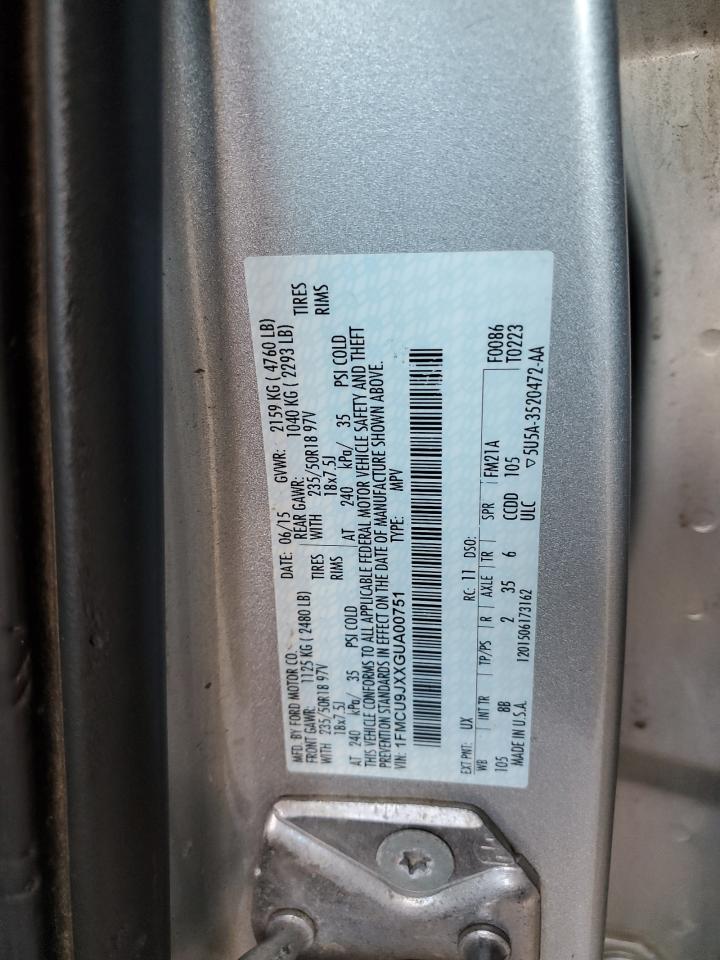 MFD. BY FORD MOTOR CO. DATE: 06/15 GVWR: 2159 KG ( 4760 LB)
FRONT GAWR: 1125 KG ( 2480 LB) REAR GAWR: 1040 KG ( 2293 LB)
WITH 235/50R18 97V TIRES WITH 235/50R18 97V TIRES
18x7.5J RIMS 18x7.5J RIMS
AT 240 kPa/ 35 PSI COLD AT 240 kPa/ 35 PSI COLD
THIS VEHICLE CONFORMS TO ALL APPLICABLE FEDERAL MOTOR VEHICLE SAFETY AND THEFT
PREVENTION STANDARDS IN EFFECT ON THE DATE OF MANUFACTURE SHOWN ABOVE.
VIN: 1FMCU9JXXGUA00751 TYPE: MPV
EXT PNT: UX RC: 11 DSO: F0086
WB INT TR TP/PS R AXLE TR SPR FM21A T0223
105 8B 2 35 6 CCDD 105
MADE IN U.S.A. 1201506173162 ULC ▽5U5A-3520472-AA